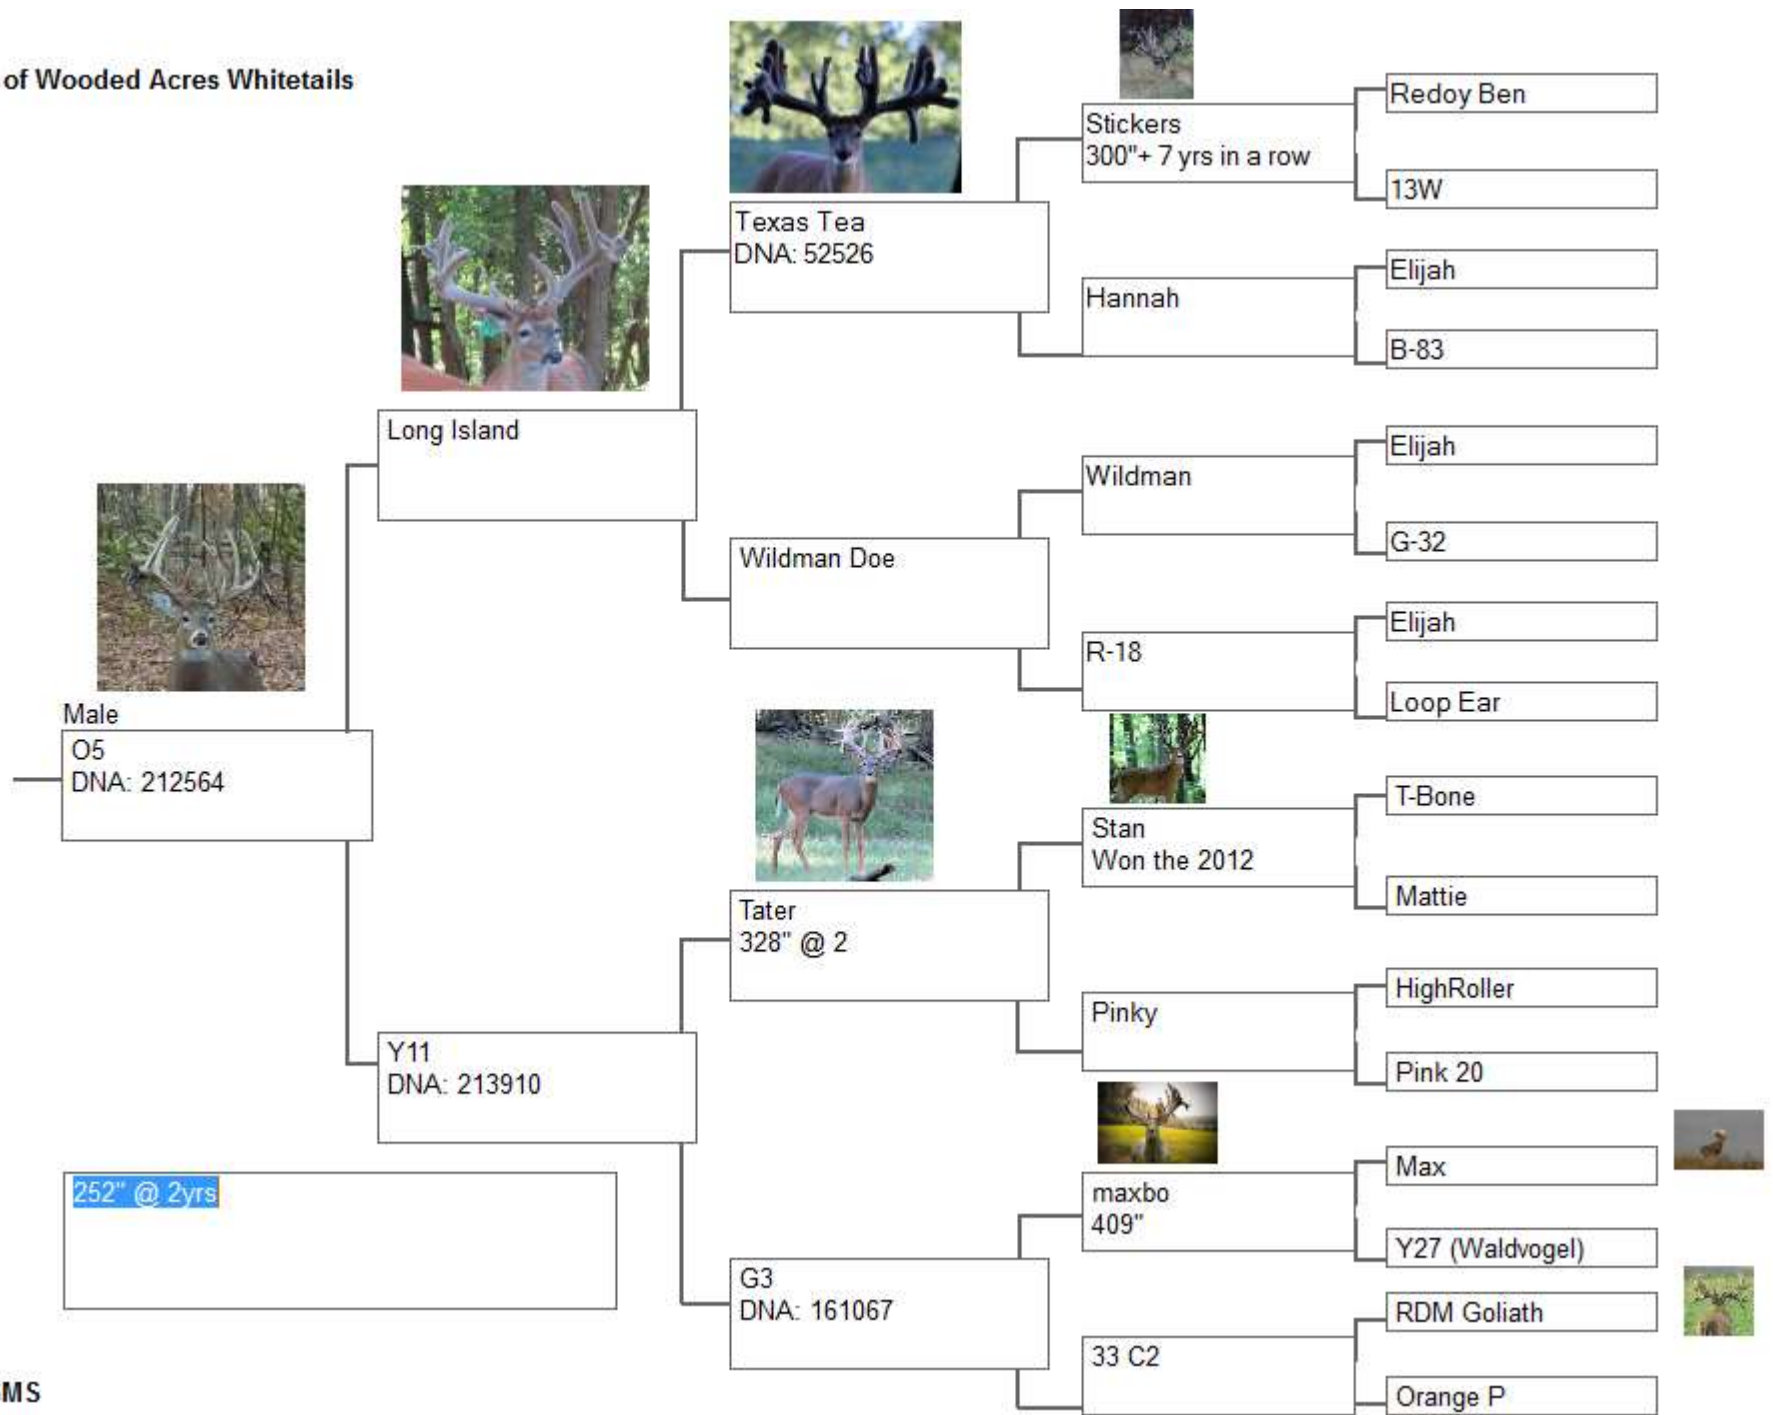 of Wooded Acres Whitetails
Male
O5
DNA: 212564
252" @ 2yrs
MS
Long Island
Y11
DNA: 213910
Texas Tea
DNA: 52526
Wildman Doe
Tater
328" @ 2
G3
DNA: 161067
Stickers
300"+ 7 yrs in a row
Hannah
Wildman
R-18
Stan
Won the 2012
Pinky
maxbo
409"
33 C2
Redoy Ben
13W
Elijah
B-83
Elijah
G-32
Elijah
Loop Ear
T-Bone
Mattie
HighRoller
Pink 20
Max
Y27 (Waldvogel)
RDM Goliath
Orange P